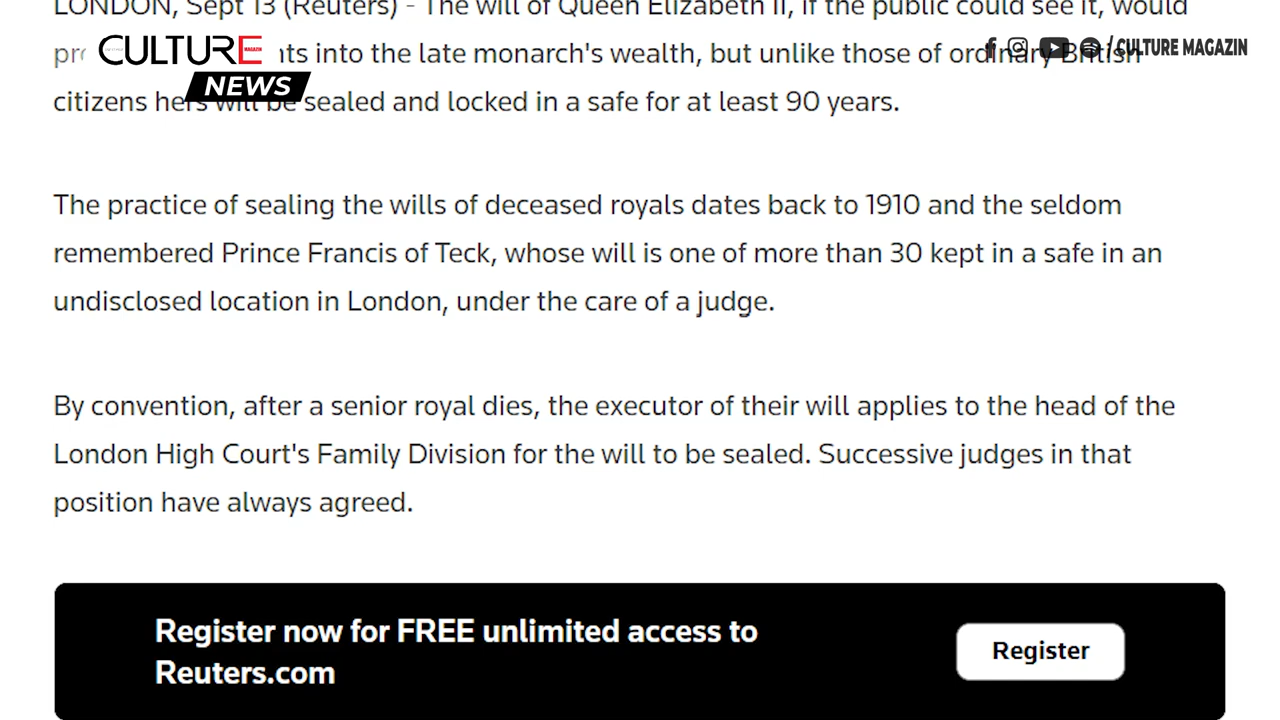 LONDON, Sept 13 (Reuters) - The will of Queen Elizabeth II, if the public could see it, would
CULTURE MAGAZIN
NEWS
/ CULTURE MAGAZIN
into the late monarch's wealth, but unlike those of ordinary British
citizens hers will be sealed and locked in a safe for at least 90 years.
The practice of sealing the wills of deceased royals dates back to 1910 and the seldom
remembered Prince Francis of Teck, whose will is one of more than 30 kept in a safe in an
undisclosed location in London, under the care of a judge.
By convention, after a senior royal dies, the executor of their will applies to the head of the
London High Court's Family Division for the will to be sealed. Successive judges in that
position have always agreed.
Register now for FREE unlimited access to
Reuters.com
Register